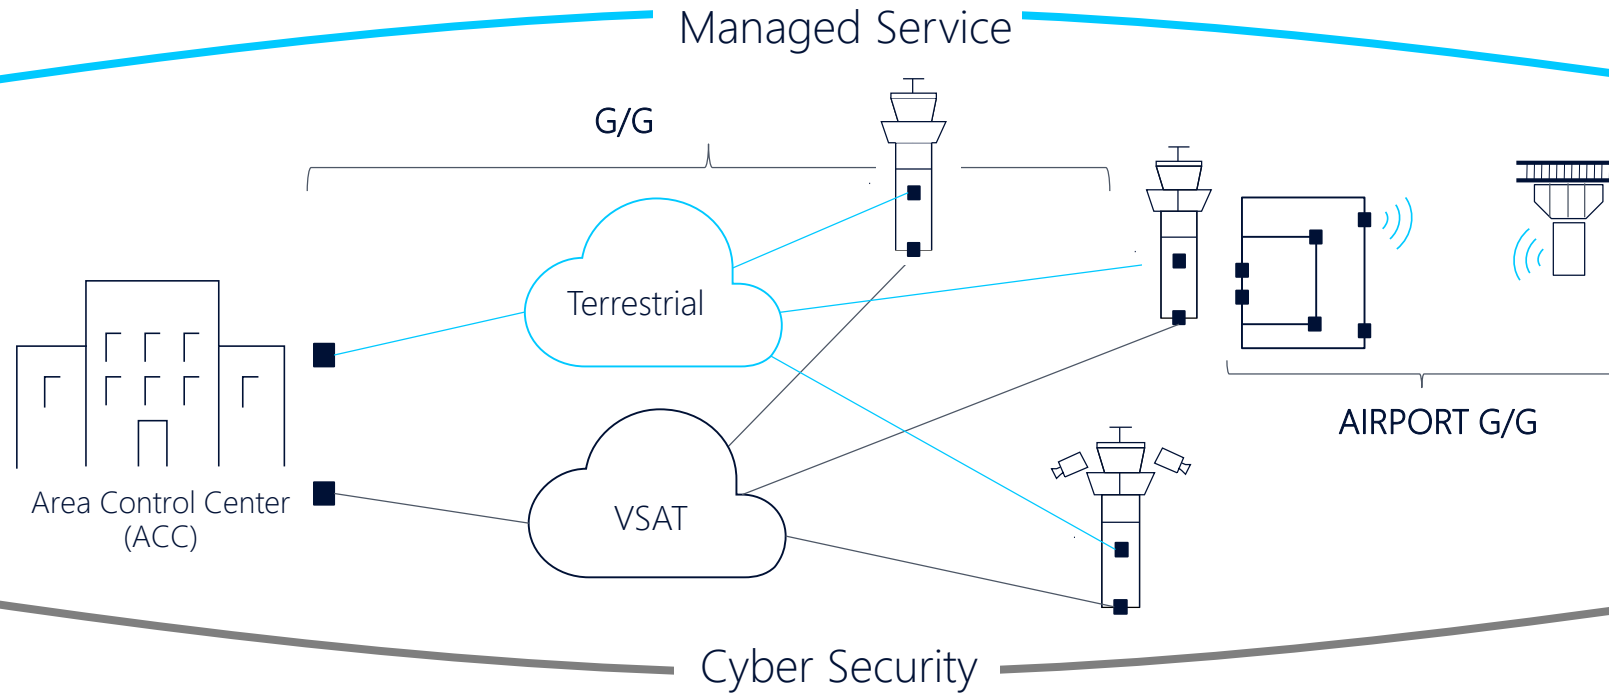 Managed Service
G/G
Terrestrial
AIRPORT G/G
Area Control Center
(ACC)
VSAT
Cyber Security